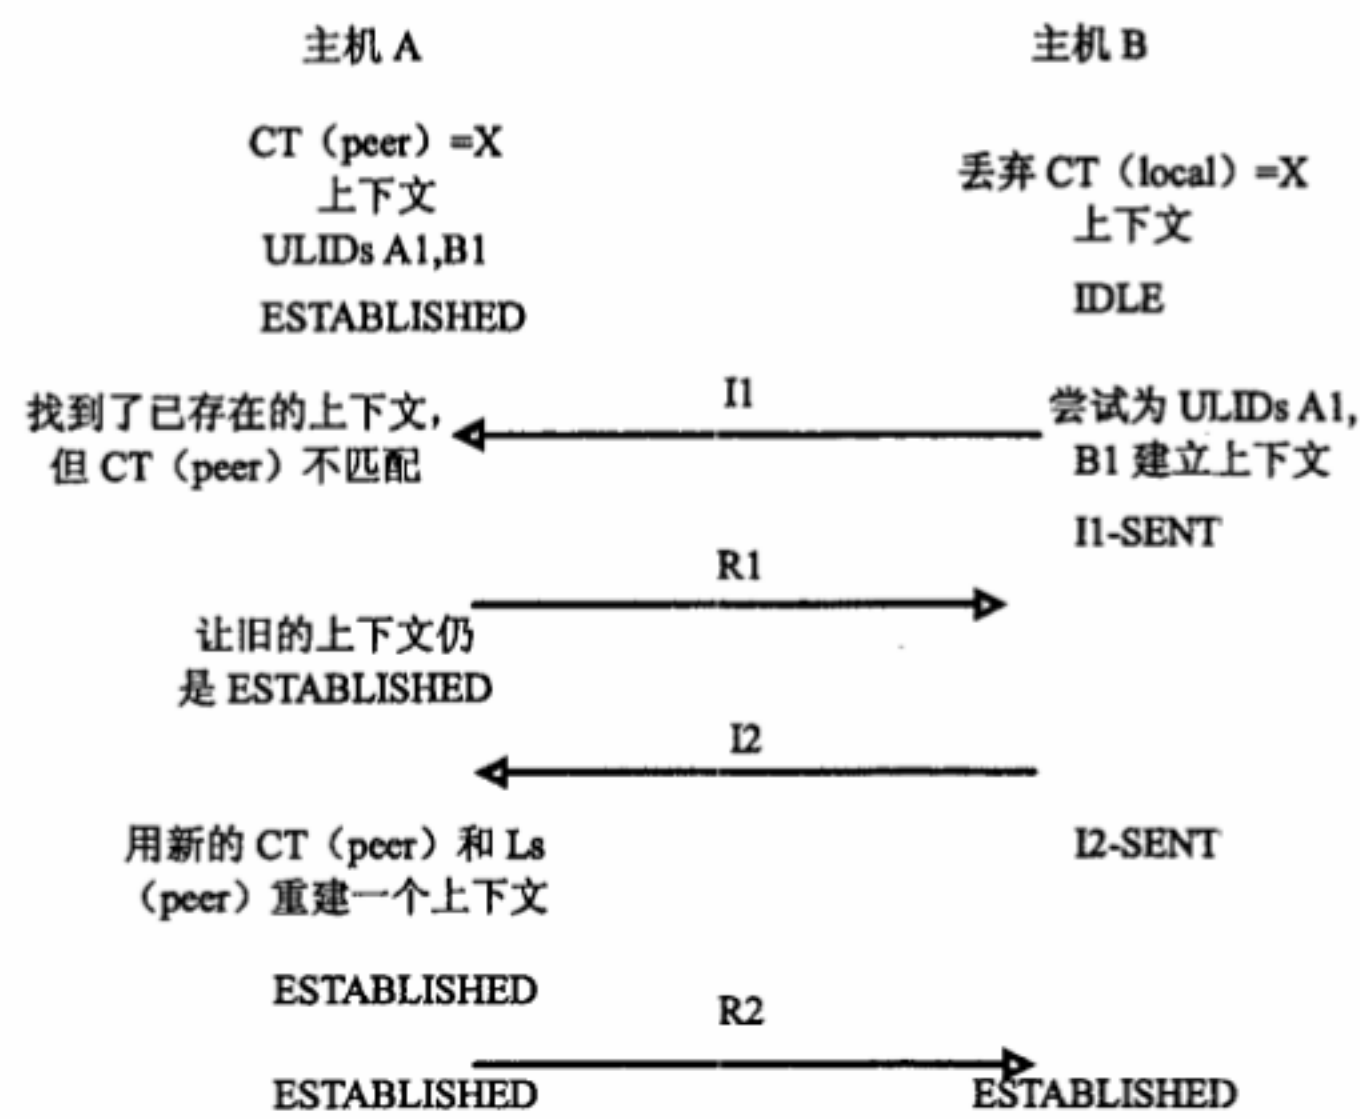 主机 A
主机 B
CT（peer）=X
上下文
ULIDs A1,B1
ESTABLISHED
丢弃 CT（local）=X
上下文
IDLE
找到了已存在的上下文，
但 CT（peer）不匹配
I1
尝试为 ULIDs A1,
B1 建立上下文
I1-SENT
R1
让旧的上下文仍
是 ESTABLISHED
I2
用新的 CT（peer）和 Ls
（peer）重建一个上下文
I2-SENT
ESTABLISHED
R2
ESTABLISHED
ESTABLISHED